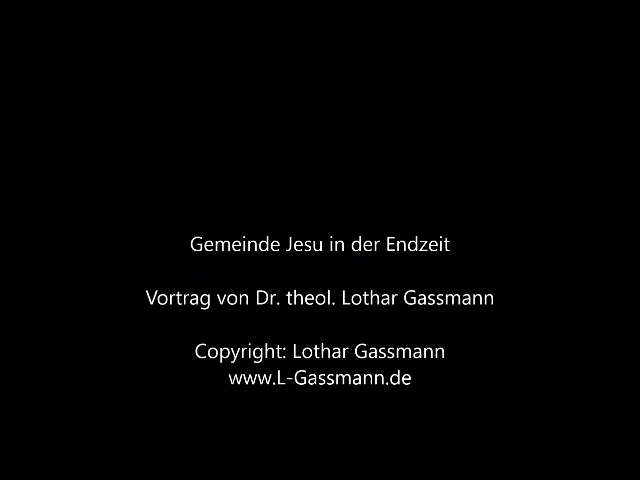 Gemeinde Jesu in der Endzeit
Vortrag von Dr. theol. Lothar Gassmann
Copyright: Lothar Gassmann
www.L-Gassmann.de